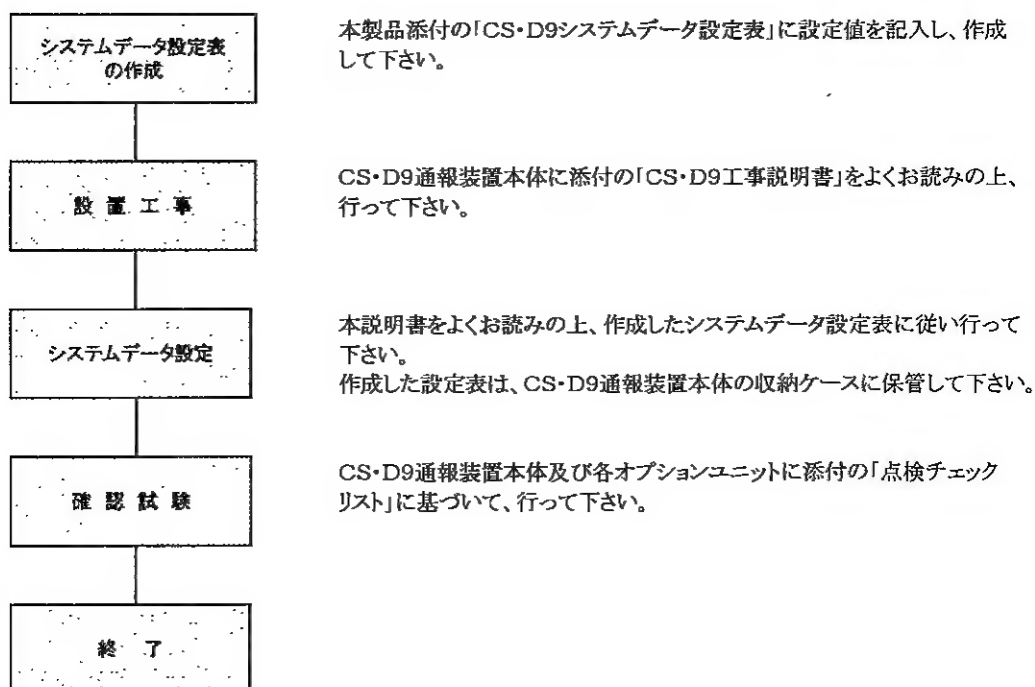 システムデータ設定表
の作成
本製品添付の「CS・D9システムデータ設定表」に設定値を記入し、作成
して下さい。
設 置 工 事
CS・D9通報装置本体に添付の「CS・D9工事説明書」をよくお読みの上、
行って下さい。
システムデータ設定
本説明書をよくお読みの上、作成したシステムデータ設定表に従い行って
下さい。
作成した設定表は、CS・D9通報装置本体の収納ケースに保管して下さい。
確 認 試 験
CS・D9通報装置本体及び各オプションユニットに添付の「点検チェック
リスト」に基づいて、行って下さい。
終 了